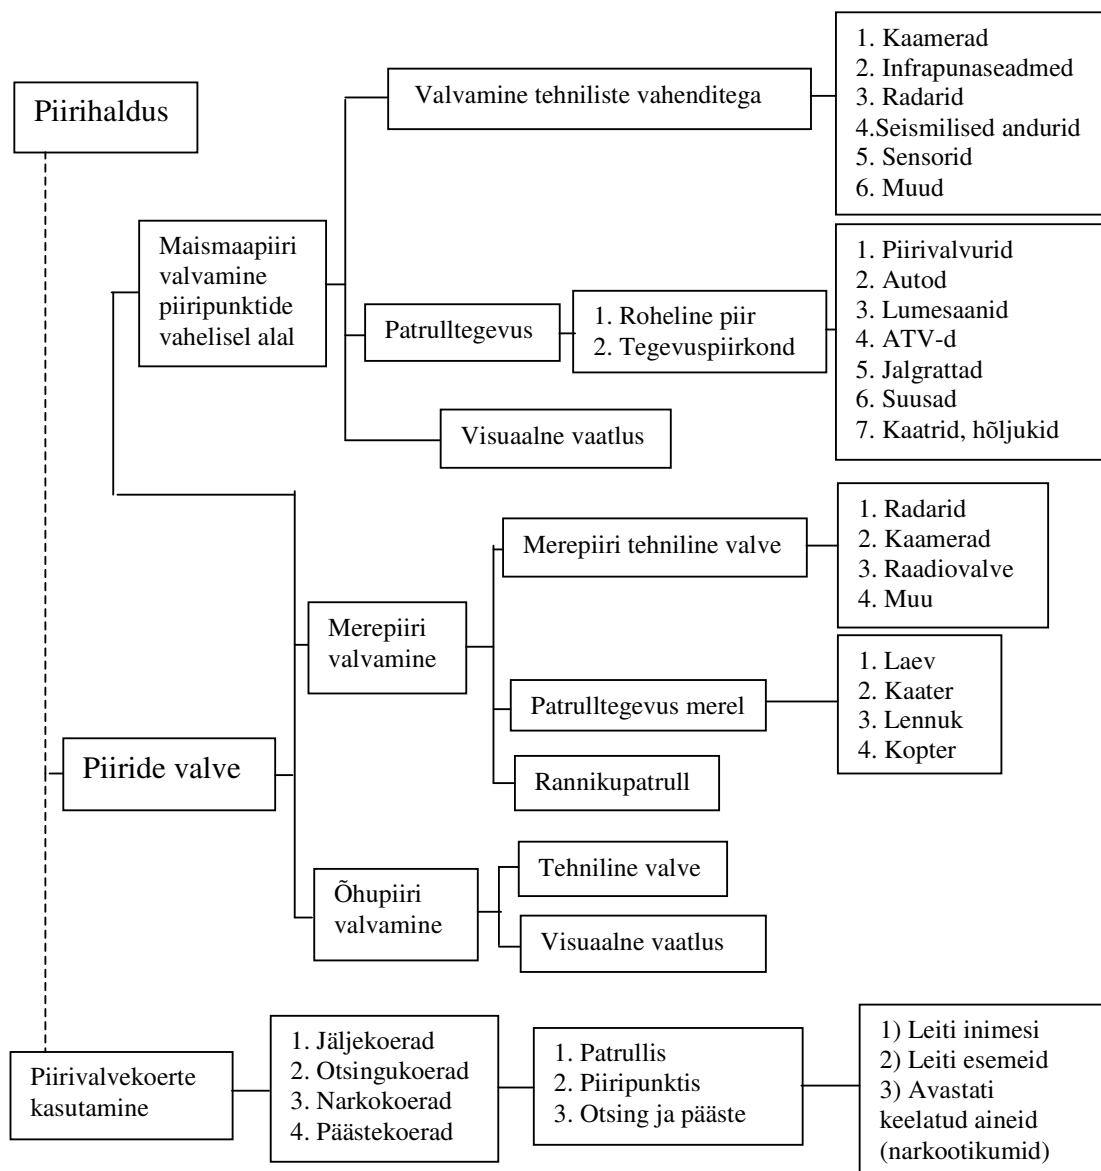 Piirihaldus
Valvamine tehniliste vahenditega
1. Kaamerad
2. Infrapunaseadmed
3. Radarid
4.Seismilised andurid
5. Sensorid
6. Muud
Maismaapiiri
valvamine
piiripunktide
vahelisel alal
Patrulltegevus
1. Roheline piir
2. Tegevuspiirkond
1. Piirivalvurid
2. Autod
3. Lumesaanid
4. ATV-d
5. Jalgrattad
6. Suusad
7. Kaatrid, hõljukid
Visuaalne vaatlus
Piiride valve
Merepiiri
valvamine
Merepiiri tehniline valve
1. Radarid
2. Kaamerad
3. Raadiovalve
4. Muu
Patrulltegevus merel
1. Laev
2. Kaater
3. Lennuk
4. Kopter
Rannikupatrull
Õhupiiri
valvamine
Tehniline valve
Visuaalne vaatlus
Piirivalvekoerte
kasutamine
1. Jäljekoerad
2. Otsingukoerad
3. Narkokoerad
4. Päästekoerad
1. Patrullis
2. Piiripunktis
3. Otsing ja pääste
1) Leiti inimesi
2) Leiti esemeid
3) Avastati
keelatud aineid
(narkootikumid)